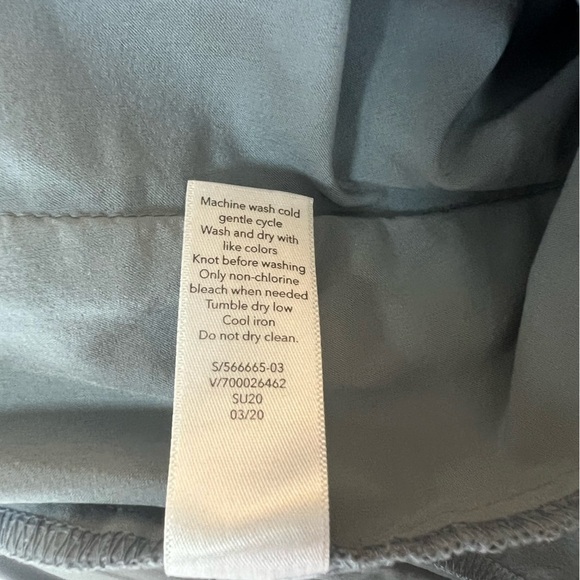 Machine wash cold
gentle cycle
Wash and dry with
like colors
Knot before washing
Only non-chlorine
bleach when needed
Tumble dry low
Cool iron
Do not dry clean.
S/566665-03
V/700026462
SU20
03/20